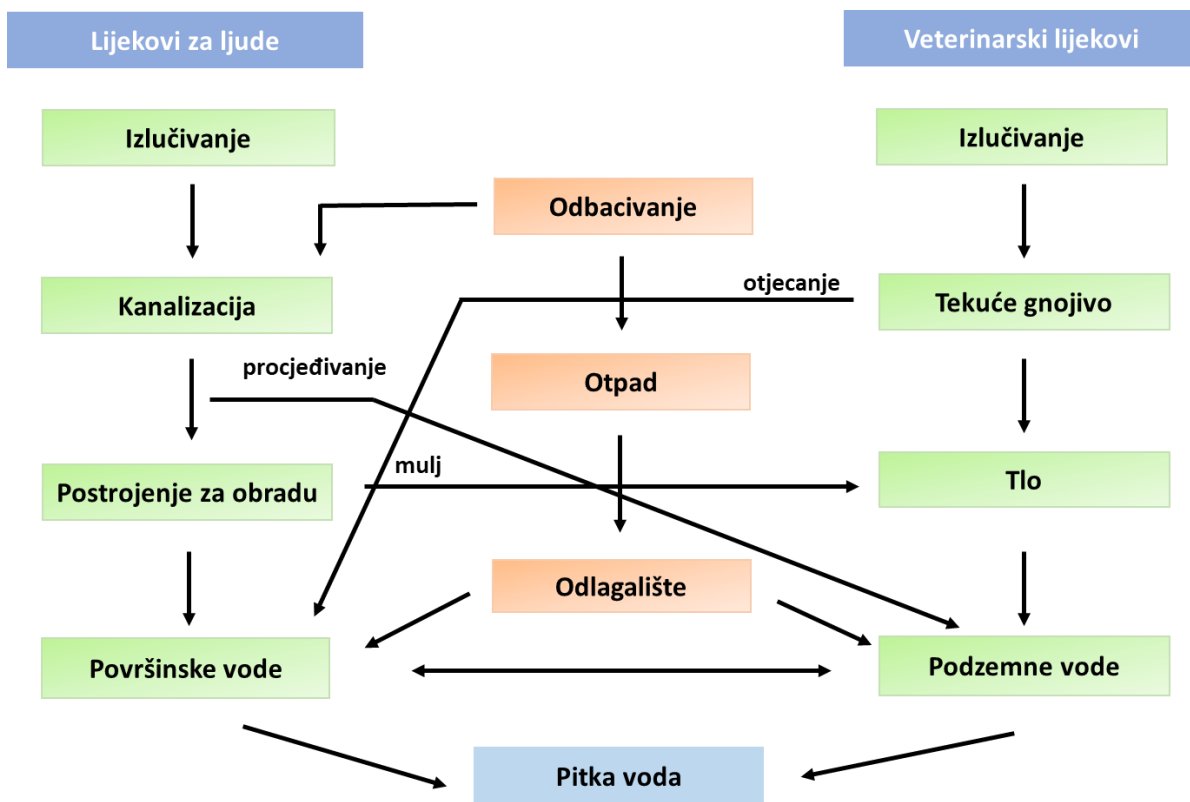 Lijekovi za ljude
Veterinarski lijekovi
Izlučivanje
Izlučivanje
Odbacivanje
otjecanje
Kanalizacija
Tekuće gnojivo
procjeđivanje
Otpad
mulj
Postrojenje za obradu
Tlo
Odlagalište
Površinske vode
Podzemne vode
Pitka voda